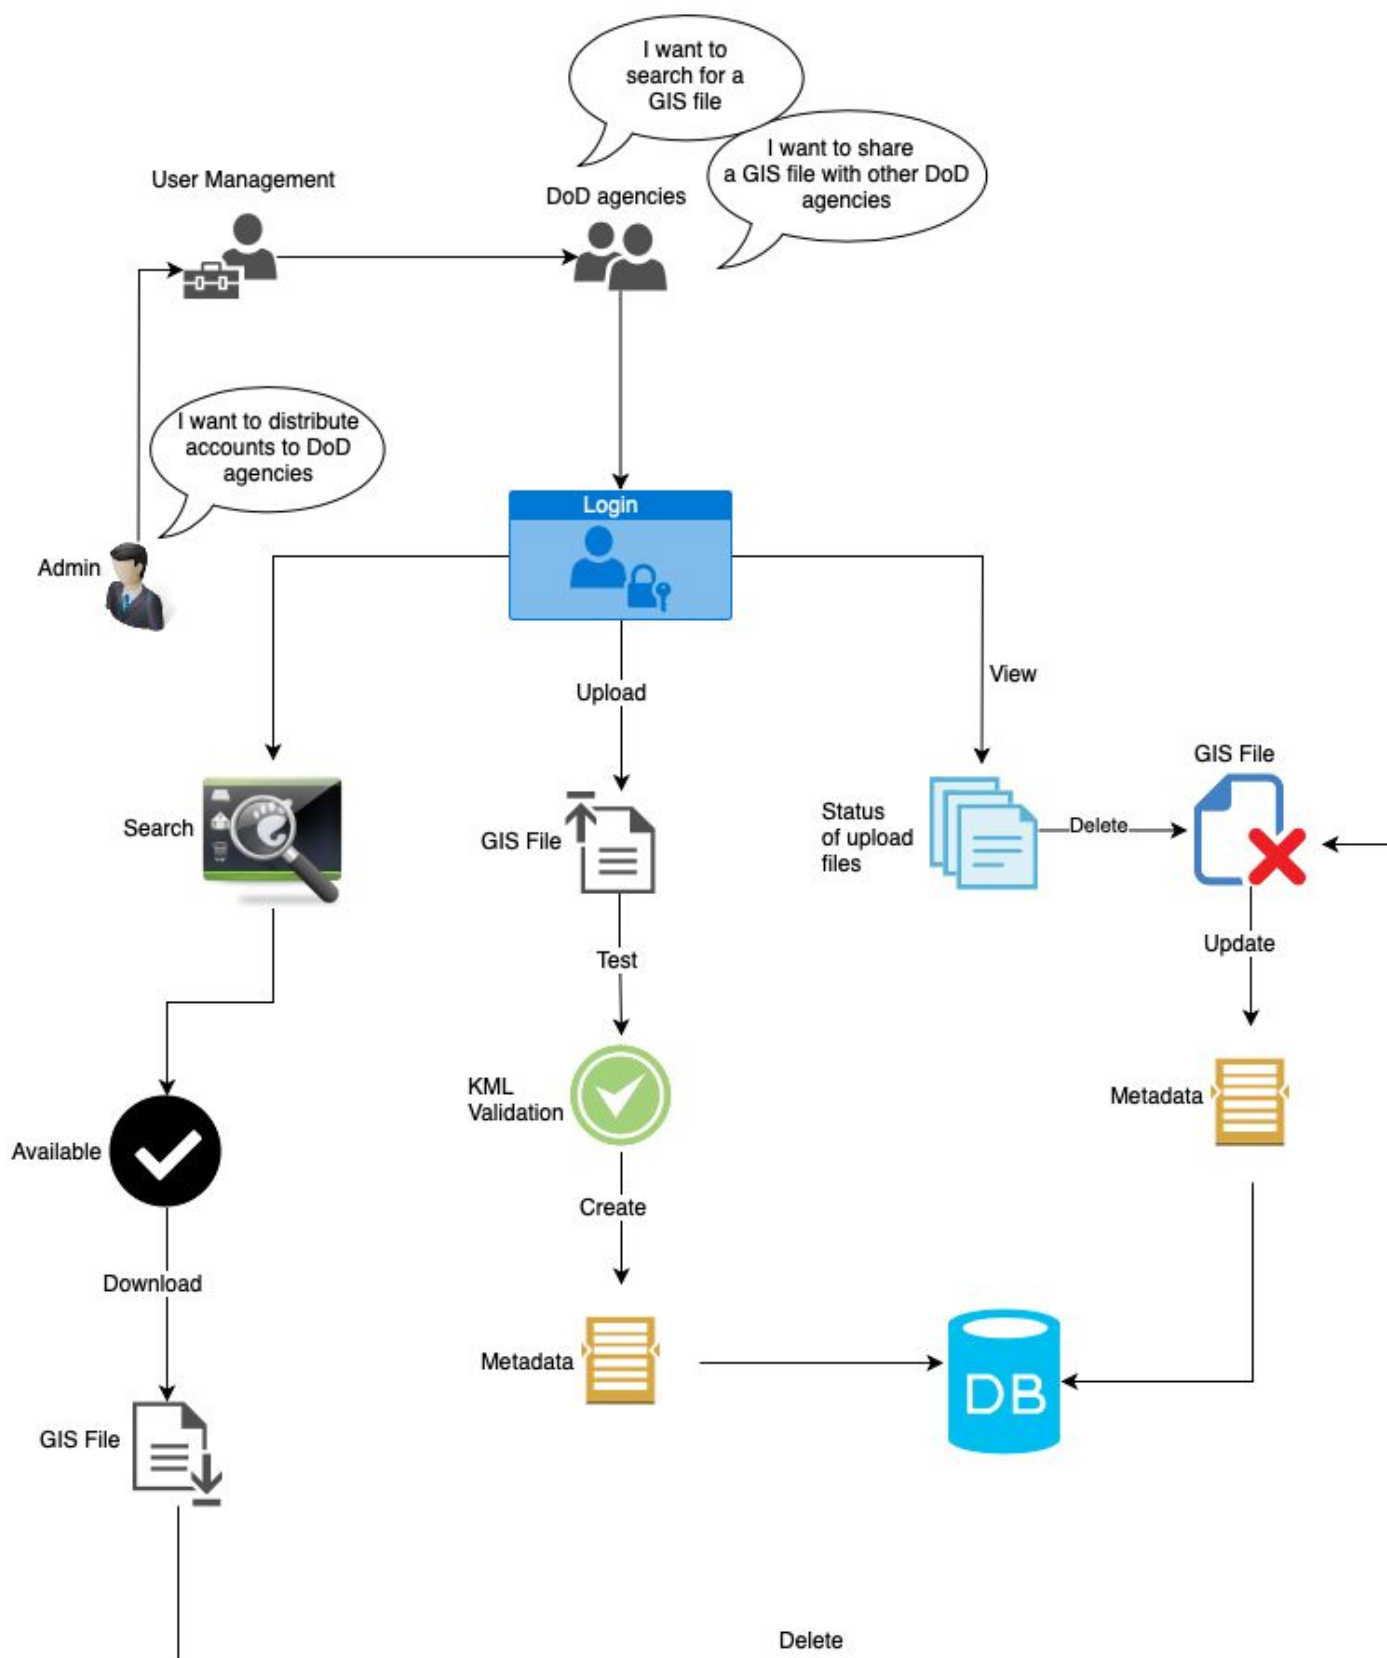 I want to
search for a
GIS file
I want to share
a GIS file with other DoD
agencies
User Management
DoD agencies
I want to distribute
accounts to DoD
agencies
Login
Admin
Upload
View
GIS File
Search
GIS File
Status
of upload
files
Delete
Test
Update
KML
Validation
Metadata
Available
Create
Download
Metadata
DB
GIS File
Delete